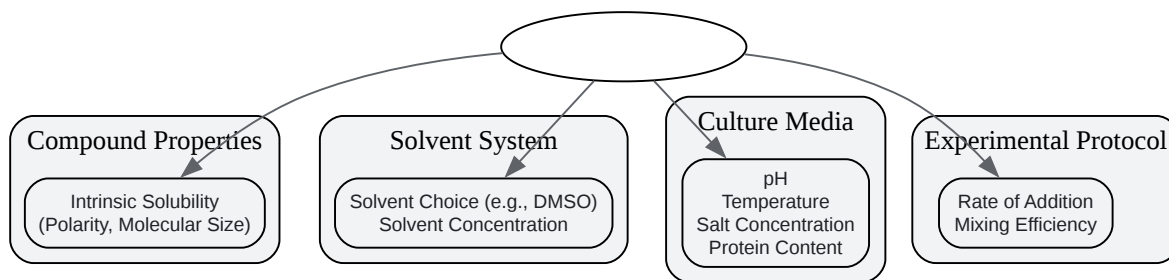 Compound Properties
Intrinsic Solubility
(Polarity, Molecular Size)
Solvent System
Solvent Choice (e.g., DMSO)
Solvent Concentration
Culture Media
pH
Temperature
Salt Concentration
Protein Content
Experimental Protocol
Rate of Addition
Mixing Efficiency